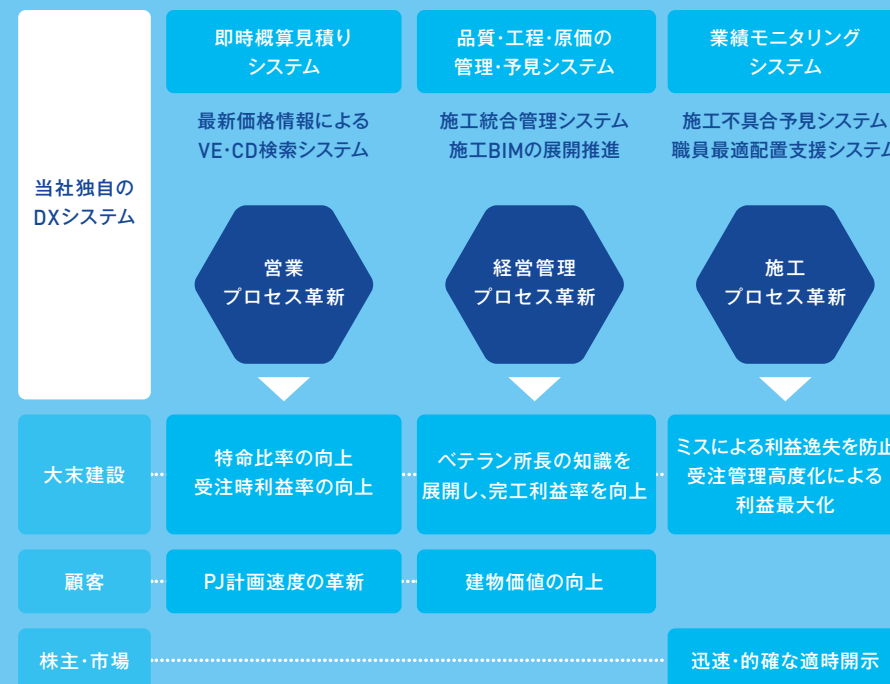 当社独自の
DXシステム
即時概算見積り
システム
最新価格情報による
VE・CD検索システム
営業
プロセス革新
品質・工程・原価の
管理・予見システム
施工統合管理システム
施工BIMの展開推進
経営管理
プロセス革新
業績モニタリング
システム
施工不具合予見システム
職員最適配置支援システム
施工
プロセス革新
大末建設
特命比率の向上
受注時利益率の向上
ベテラン所長の知識を
展開し、完工利益率を向上
ミスによる利益逸失を防止
受注管理高度化による
利益最大化
顧客
PJ計画速度の革新
建物価値の向上
株主・市場
迅速・的確な適時開示